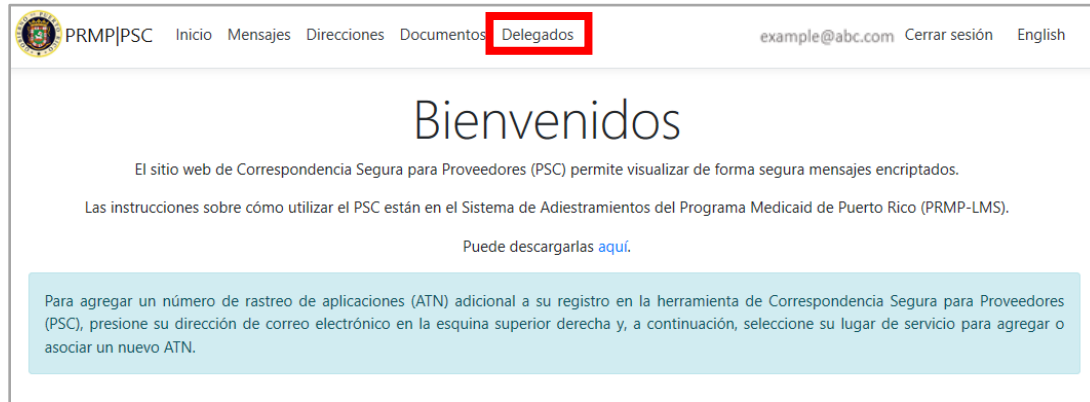 PRMP|PSC Inicio Mensajes Direcciones Documentos Delegados example@abc.com Cerrar sesión English
Bienvenidos
El sitio web de Correspondencia Segura para Proveedores (PSC) permite visualizar de forma segura mensajes encriptados.
Las instrucciones sobre cómo utilizar el PSC están en el Sistema de Adiestramientos del Programa Medicaid de Puerto Rico (PRMP-LMS).
Puede descargarlas aquí.
Para agregar un número de rastreo de aplicaciones (ATN) adicional a su registro en la herramienta de Correspondencia Segura para Proveedores
(PSC), presione su dirección de correo electrónico en la esquina superior derecha y, a continuación, seleccione su lugar de servicio para agregar o
asociar un nuevo ATN.